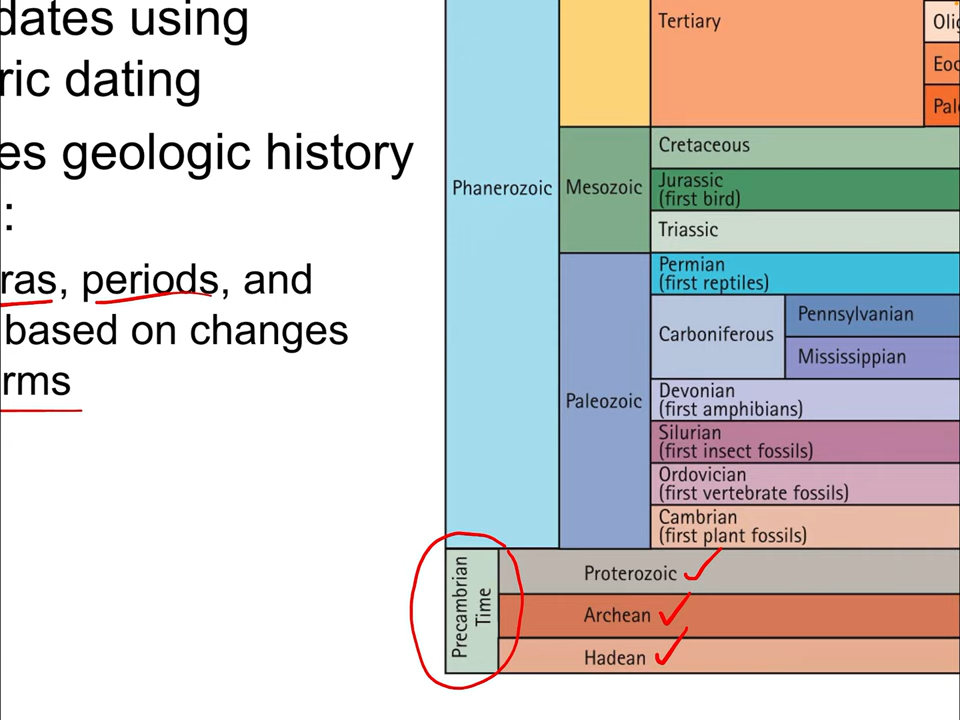 dates using
ric dating
es geologic history
:
ras, periods, and
based on changes
rms
Tertiary
Olig
Eoc
Pale
Cretaceous
Phanerozoic
Mesozoic
Jurassic
(first bird)
Triassic
Permian
(first reptiles)
Carboniferous
Pennsylvanian
Mississippian
Paleozoic
Devonian
(first amphibians)
Silurian
(first insect fossils)
Ordovician
(first vertebrate fossils)
Cambrian
(first plant fossils)
Precambrian
Time
Proterozoic
Archean
Hadean